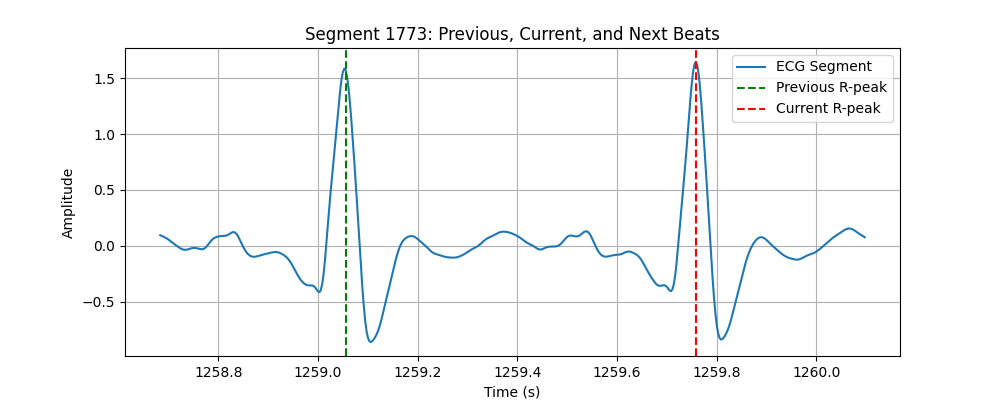 Segment 1773: Previous, Current, and Next Beats
ECG Segment
Previous R-peak
Current R-peak
1.5
1.0
0.5
0.0
−0.5
Amplitude
1258.8 1259.0 1259.2 1259.4 1259.6 1259.8 1260.0
Time (s)